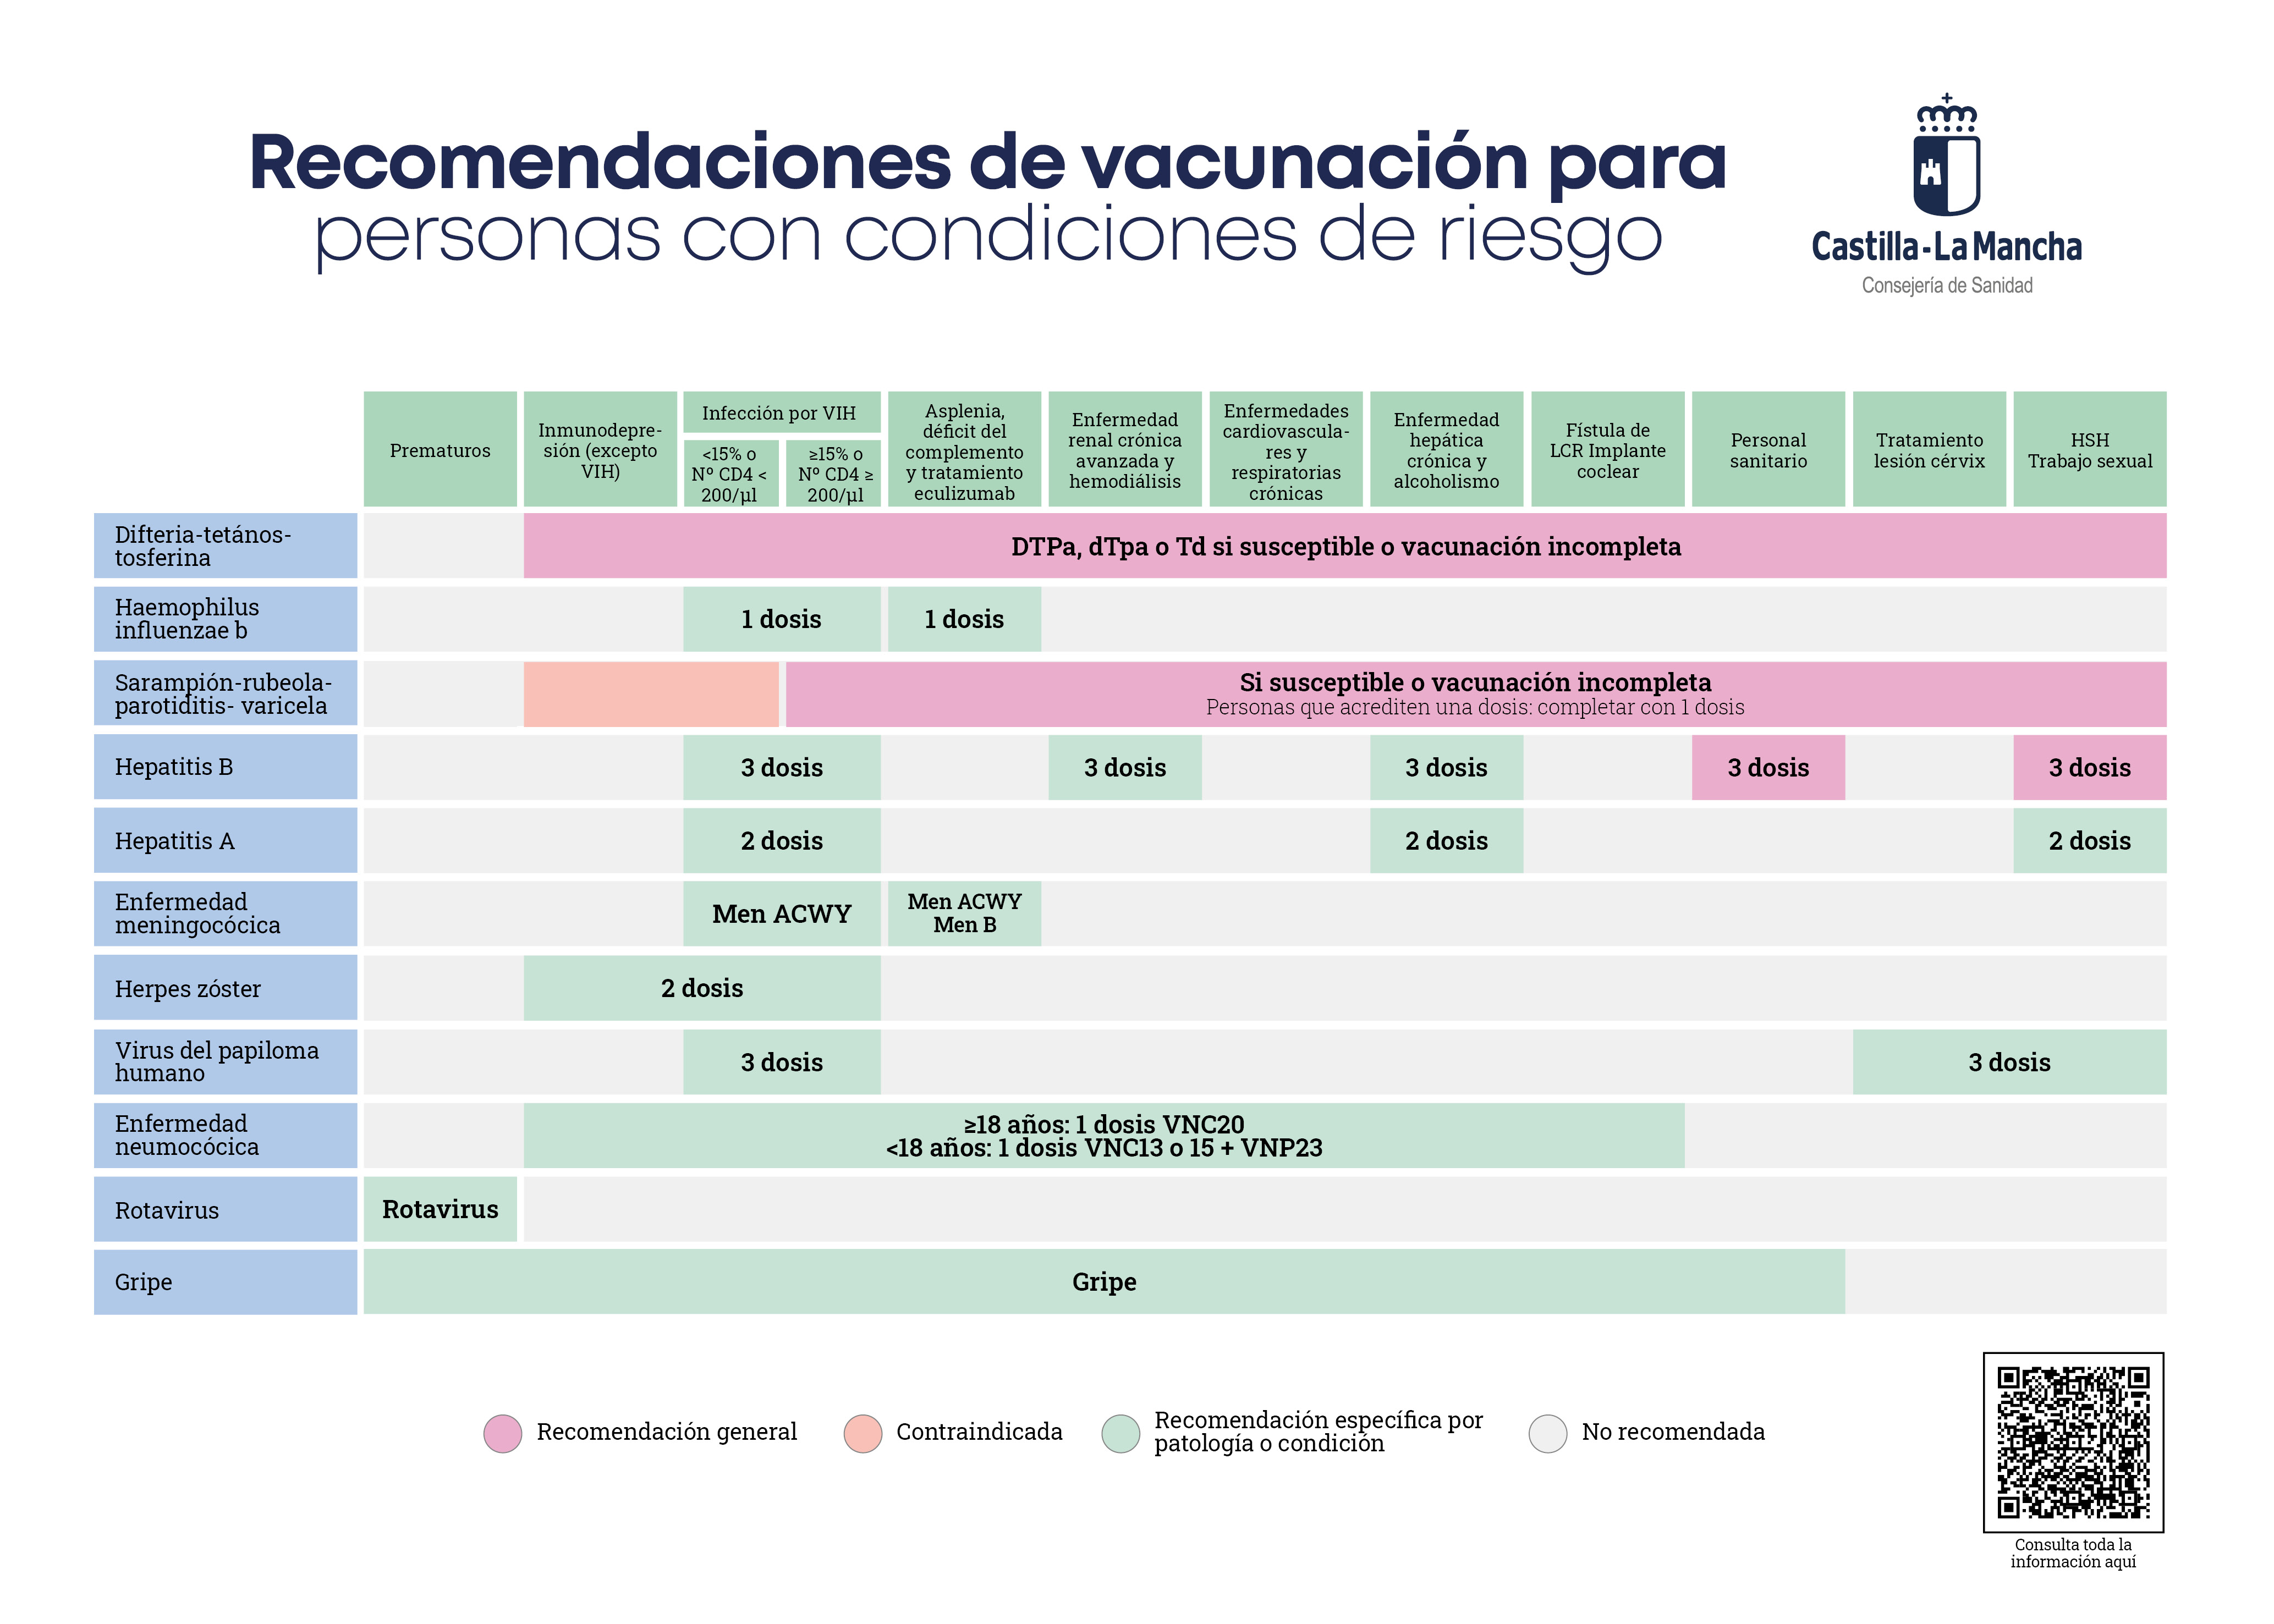 Recomendaciones de vacunación para
personas con condiciones de riesgo
Castilla-La Mancha
Consejería de Sanidad
Prematuros
Inmunodepre-
sión (excepto
VIH)
Infección por VIH
<15% o
Nº CD4 <
200/µl
≥15% o
Nº CD4 ≥
200/µl
Asplenia,
déficit del
complemento
y tratamiento
eculizumab
Enfermedad
renal crónica
avanzada y
hemodiálisis
Enfermedades
cardiovascula-
res y
respiratorias
crónicas
Enfermedad
hepática
crónica y
alcoholismo
Fístula de
LCR Implante
coclear
Personal
sanitario
Tratamiento
lesión cérvix
HSH
Trabajo sexual
Difteria-tetános-
tosferina
DTPa, dTpa o Td si susceptible o vacunación incompleta
Haemophilus
influenzae b
1 dosis
1 dosis
Sarampión-rubeola-
parotiditis- varicela
Si susceptible o vacunación incompleta
Personas que acrediten una dosis: completar con 1 dosis
Hepatitis B
3 dosis
3 dosis
3 dosis
3 dosis
3 dosis
Hepatitis A
2 dosis
2 dosis
2 dosis
Enfermedad
meningocócica
Men ACWY
Men ACWY
Men B
Herpes zóster
2 dosis
Virus del papiloma
humano
3 dosis
3 dosis
Enfermedad
neumocócica
≥18 años: 1 dosis VNC20
<18 años: 1 dosis VNC13 o 15 + VNP23
Rotavirus
Rotavirus
Gripe
Gripe
Recomendación general
Contraindicada
Recomendación específica por
patología o condición
No recomendada
Consulta toda la
información aquí